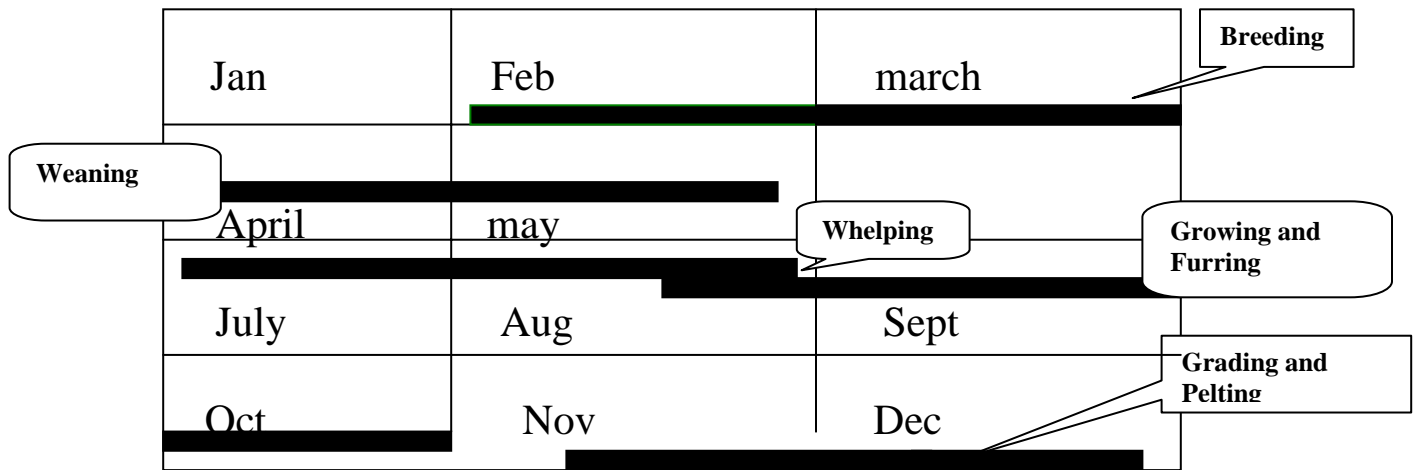 Breeding
Jan Feb march
Weaning
April may
Whelping
Growing and
Furring
July Aug Sept
Grading and
Pelting
Oct Nov Dec